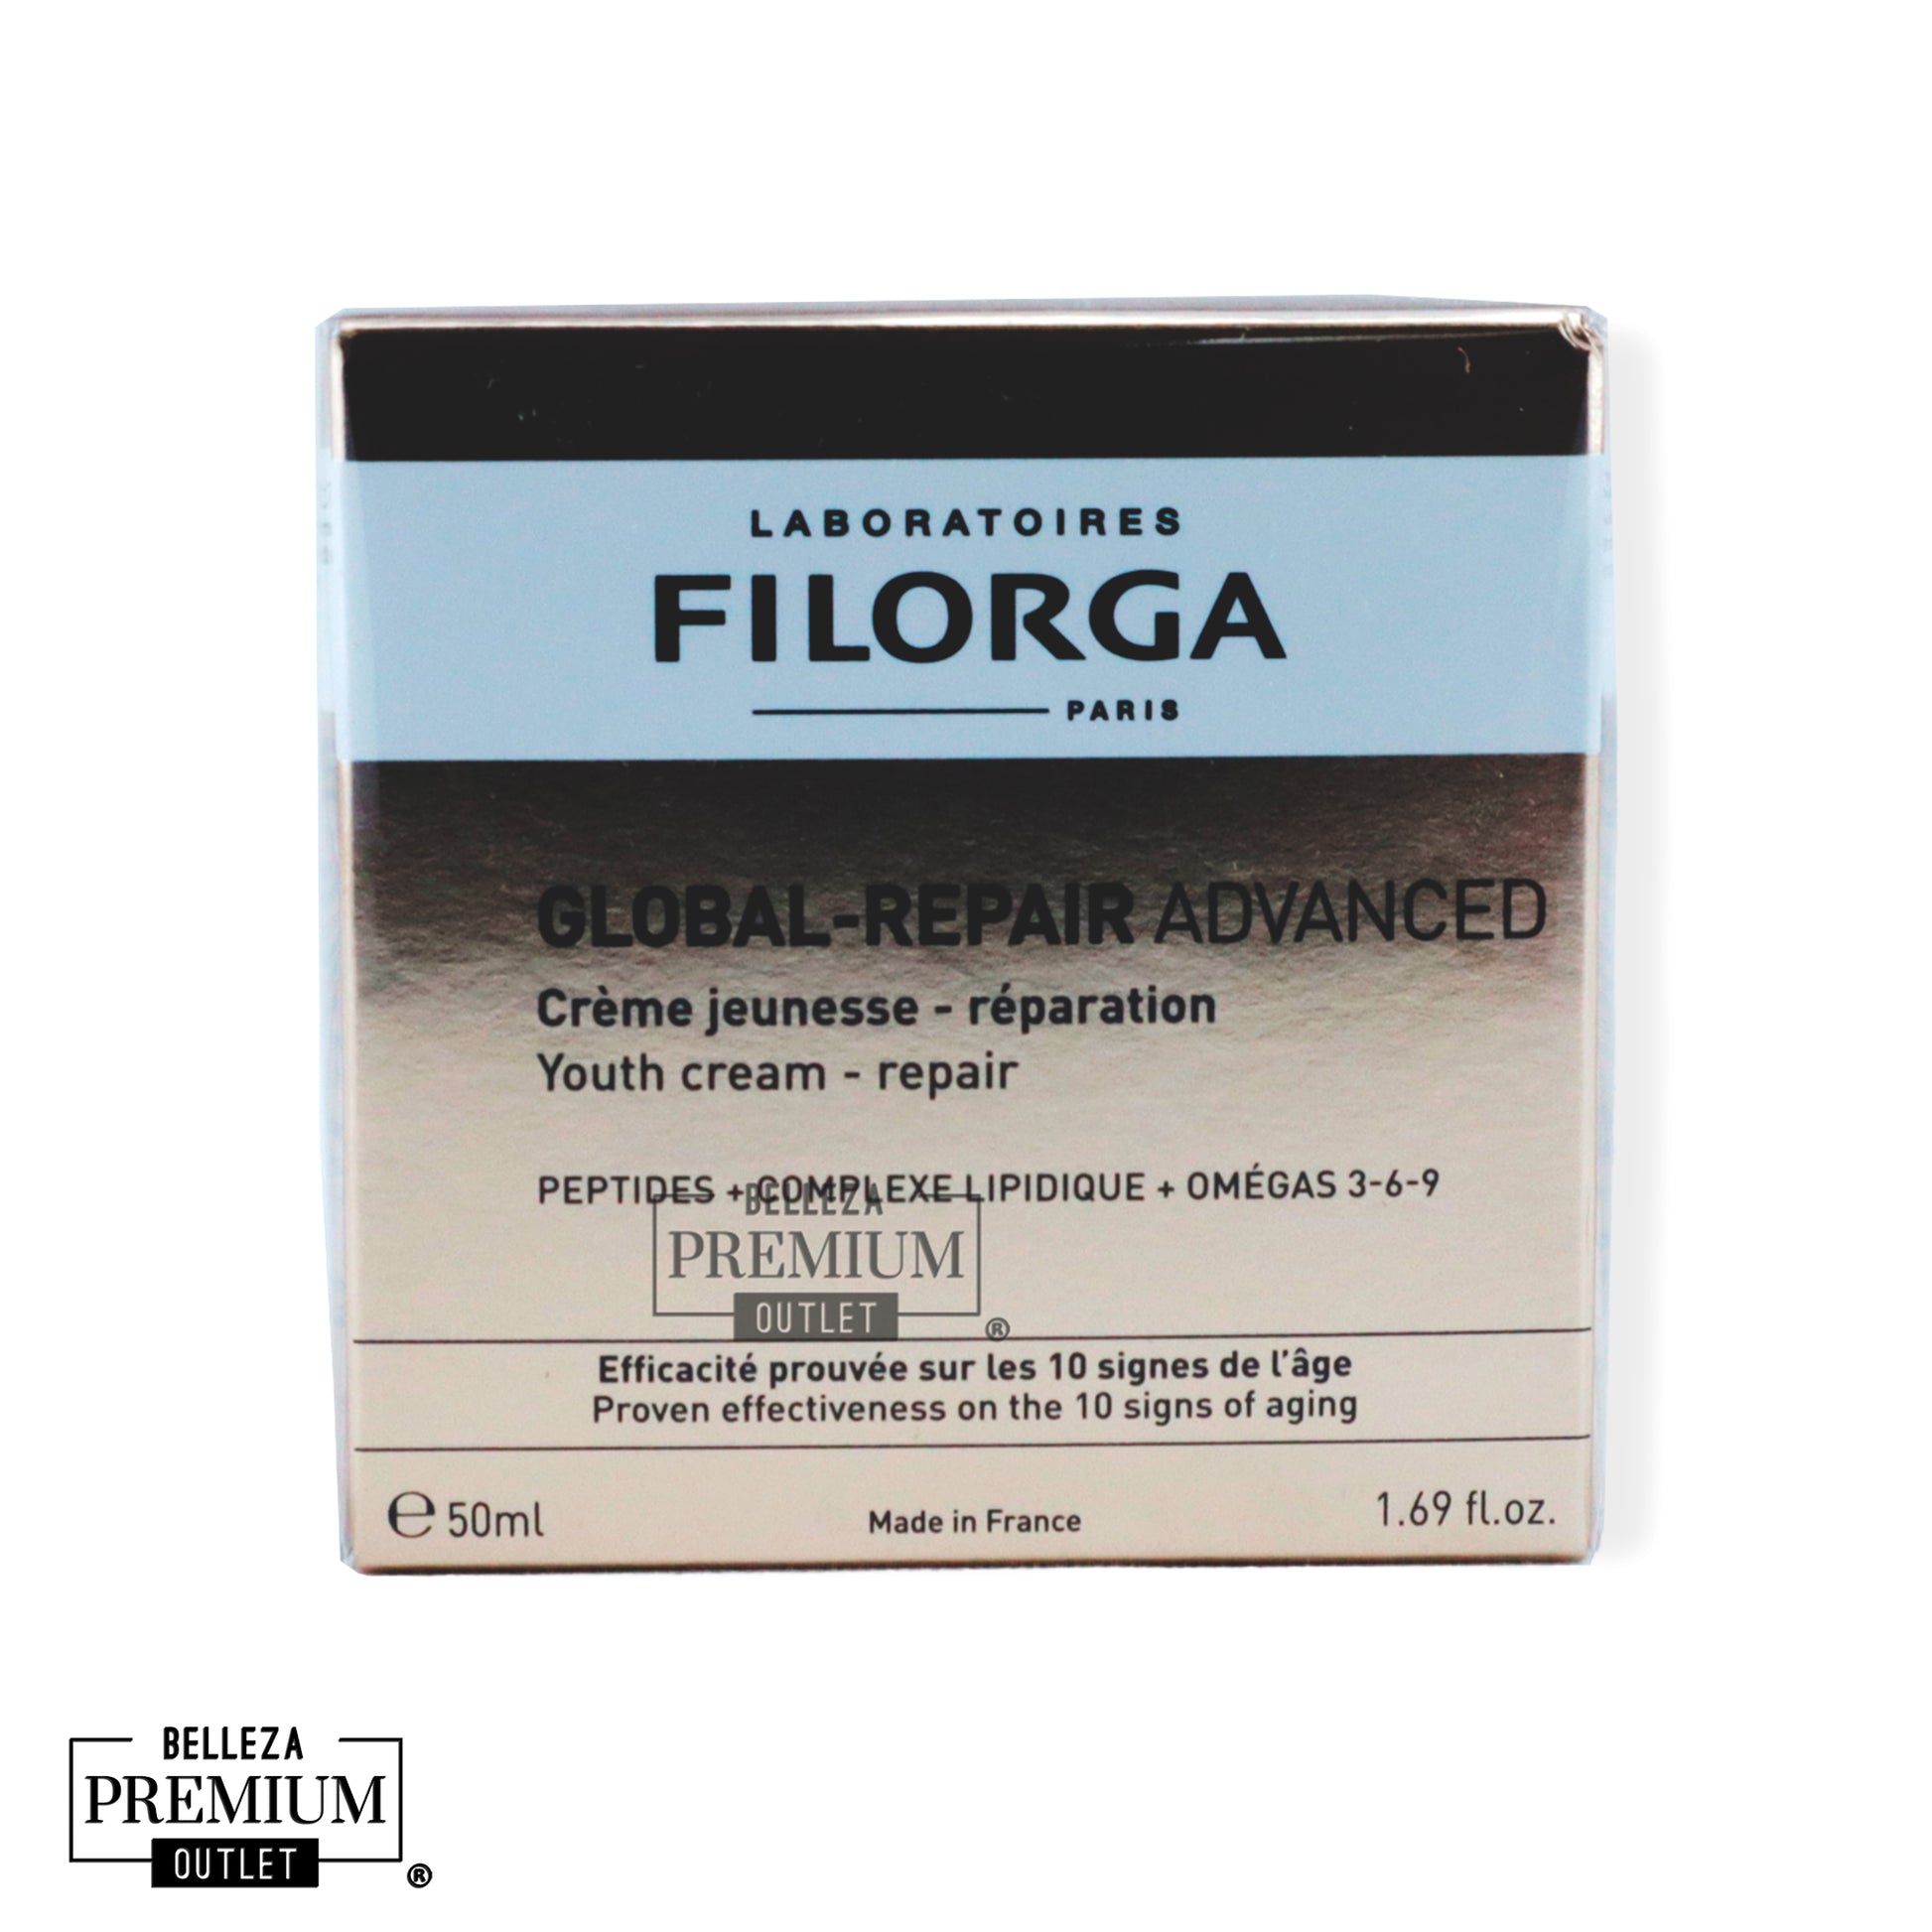 LABORATOIRES
FILORGA
PARIS
GLOBAL-REPAIR ADVANCED
Crème jeunesse - réparation
Youth cream - repair
PEPTIDES + COMPLEXE LIPIDIQUE + OMÉGAS 3-6-9
BELLEZA
PREMIUM
OUTLET
®
Efficacité prouvée sur les 10 signes de l'âge
Proven effectiveness on the 10 signs of aging
℮ 50ml Made in France 1.69 fl.oz.
BELLEZA
PREMIUM
OUTLET
®